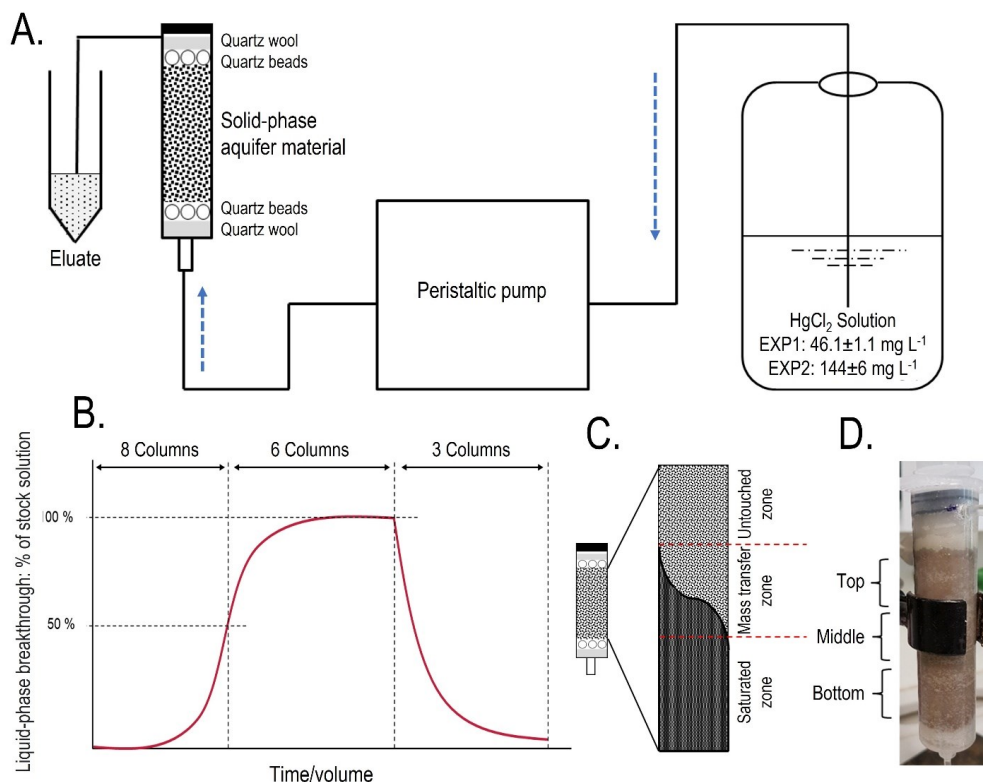 A.
Quartz wool
Quartz beads
Solid-phase
aquifer material
Quartz beads
Quartz wool
Eluate
Peristaltic pump
HgCl₂ Solution
EXP1: 46.1±1.1 mg L⁻¹
EXP2: 144±6 mg L⁻¹
B.
8 Columns
6 Columns
3 Columns
Liquid-phase breakthrough: % of stock solution
00 %
50 %
Time/volume
C.
Untouched
zone
Mass transfer
zone
Saturated
zone
D.
Top
Middle
Bottom